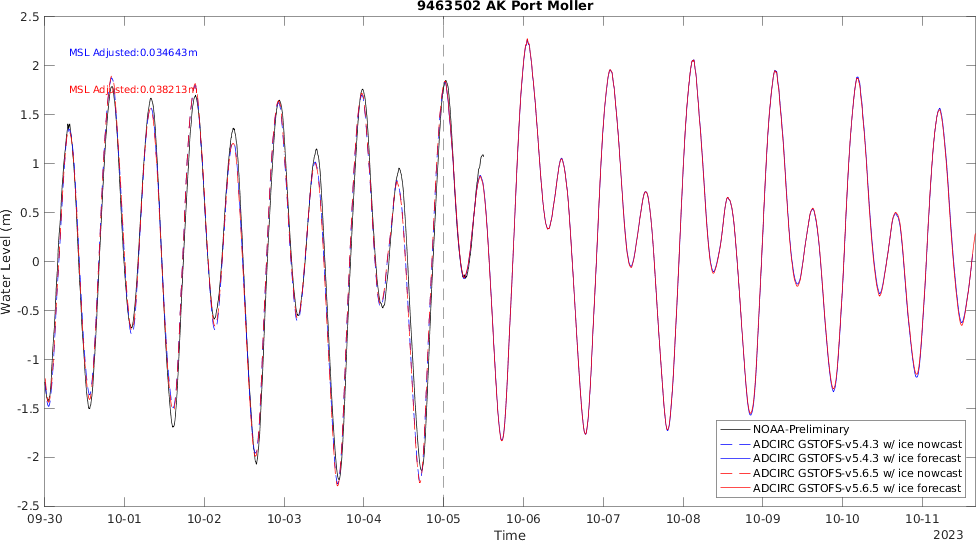 9463502 AK Port Moller
MSL Adjusted:0.034643m
MSL Adjusted:0.038213m
Water Level (m)
2.5
2
1.5
1
0.5
0
-0.5
-1
-1.5
-2
-2.5
NOAA-Preliminary
ADCIRC GSTOFS-v5.4.3 w/ ice nowcast
ADCIRC GSTOFS-v5.4.3 w/ ice forecast
ADCIRC GSTOFS-v5.6.5 w/ ice nowcast
ADCIRC GSTOFS-v5.6.5 w/ ice forecast
09-30 10-01 10-02 10-03 10-04 10-05 10-06 10-07 10-08 10-09 10-10 10-11
Time
2023